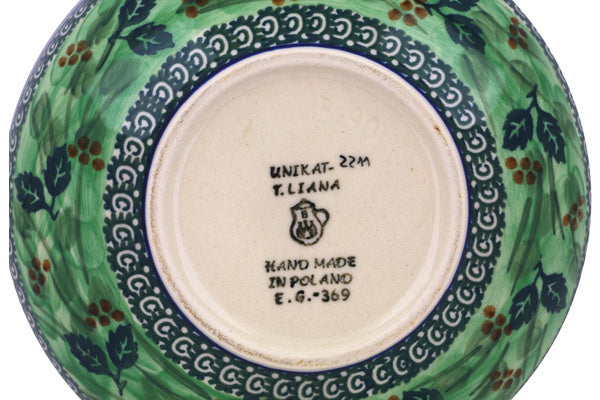 UNIKAT-22M
T.LIANA
B
HAND MADE
IN POLAND
E.G.-369